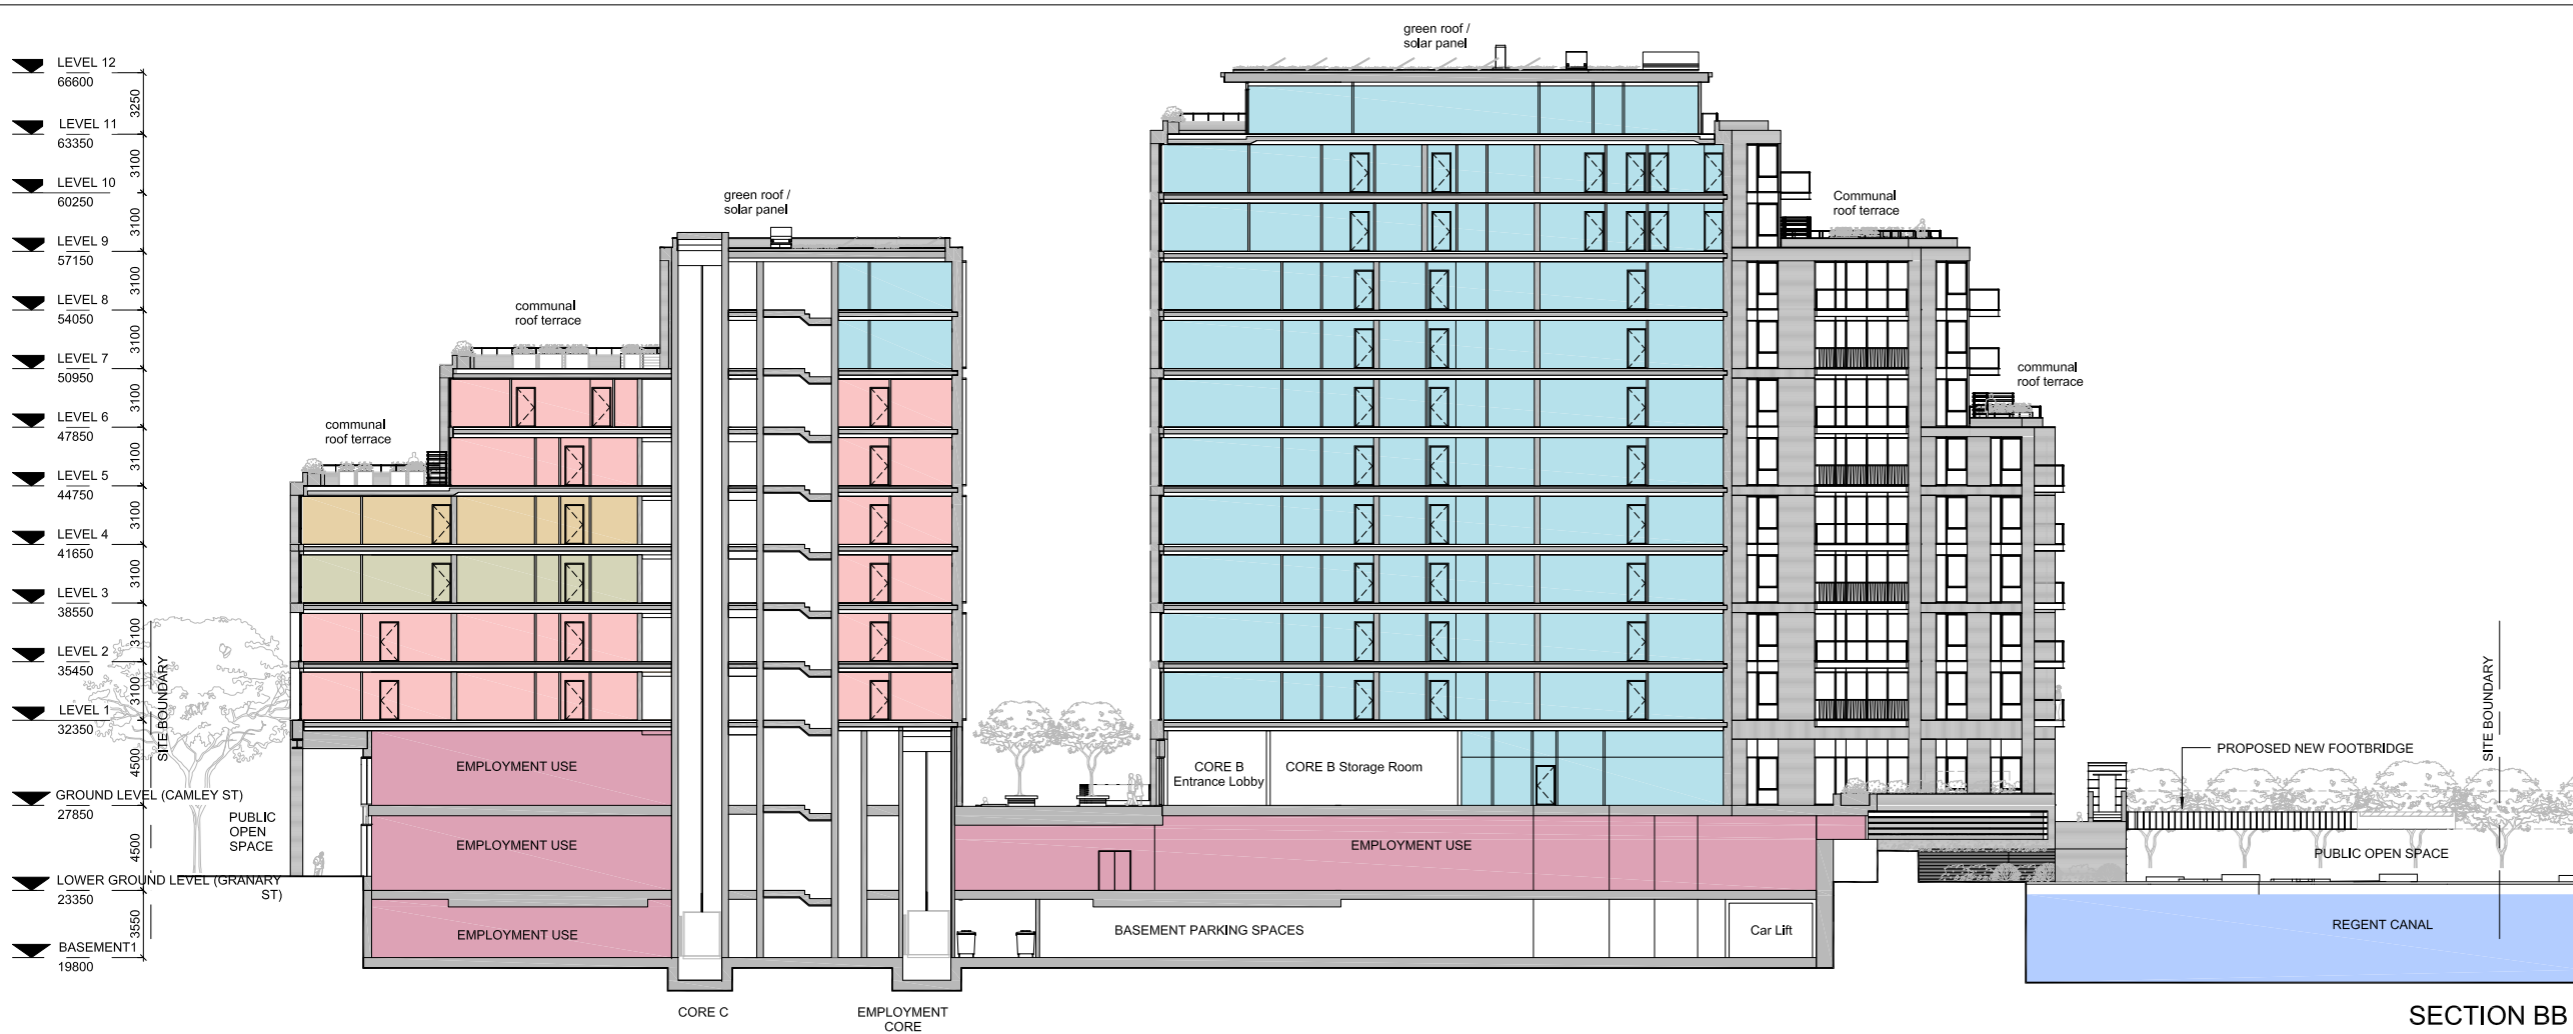 green roof /
solar panel
LEVEL 12
66600
3250
LEVEL 11
63350
3100
LEVEL 10
60250
3100
LEVEL 9
57150
3100
LEVEL 8
54050
3100
LEVEL 7
50950
3100
LEVEL 6
47850
3100
LEVEL 5
44750
3100
LEVEL 4
41650
3100
LEVEL 3
38550
3100
LEVEL 2
35450
3100
LEVEL 1
32350
4500
GROUND LEVEL (CAMLEY ST)
27850
4500
LOWER GROUND LEVEL (GRANARY
ST)
23350
3550
BASEMENT1
19800
SITE BOUNDARY
PUBLIC
OPEN
SPACE
communal
roof terrace
communal
roof terrace
green roof /
solar panel
Communal
roof terrace
communal
roof terrace
EMPLOYMENT USE
EMPLOYMENT USE
EMPLOYMENT USE
CORE C
EMPLOYMENT
CORE
CORE B
Entrance Lobby
CORE B Storage Room
EMPLOYMENT USE
BASEMENT PARKING SPACES
Car Lift
PROPOSED NEW FOOTBRIDGE
SITE BOUNDARY
PUBLIC OPEN SPACE
REGENT CANAL
SECTION BB